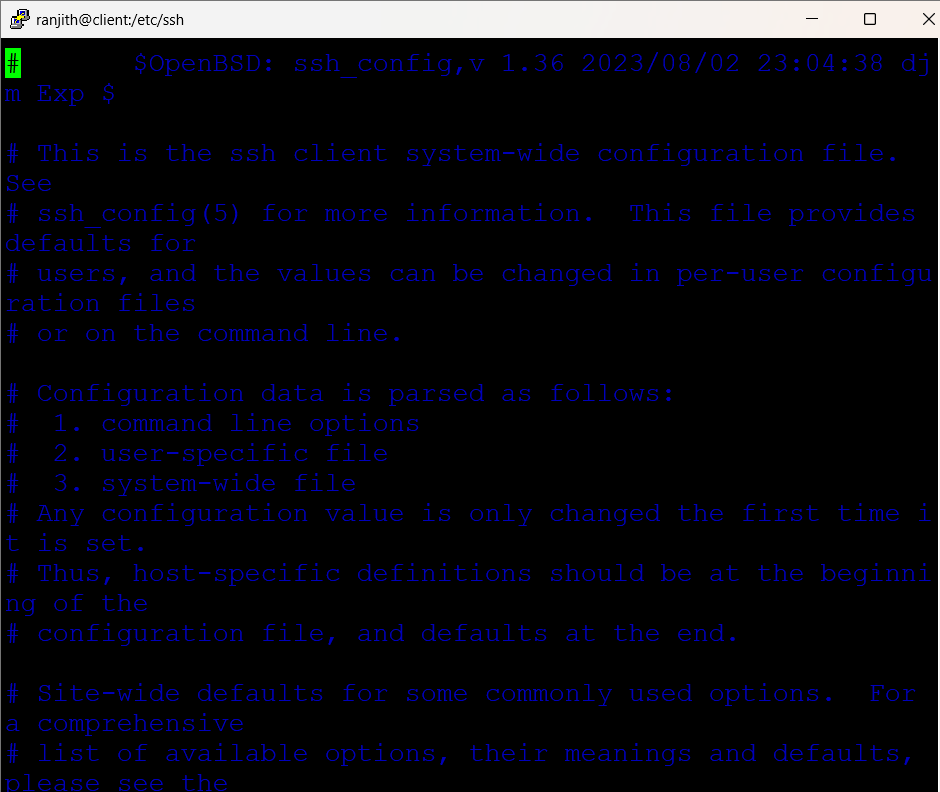 ranjith@client:/etc/ssh
#       $OpenBSD: ssh_config,v 1.36 2023/08/02 23:04:38 dj
m Exp $
# This is the ssh client system-wide configuration file.
See
# ssh_config(5) for more information.  This file provides
defaults for
# users, and the values can be changed in per-user configu
ration files
# or on the command line.
# Configuration data is parsed as follows:
#  1. command line options
#  2. user-specific file
#  3. system-wide file
# Any configuration value is only changed the first time i
t is set.
# Thus, host-specific definitions should be at the beginni
ng of the
# configuration file, and defaults at the end.
# Site-wide defaults for some commonly used options.  For
a comprehensive
# list of available options, their meanings and defaults,
please see the